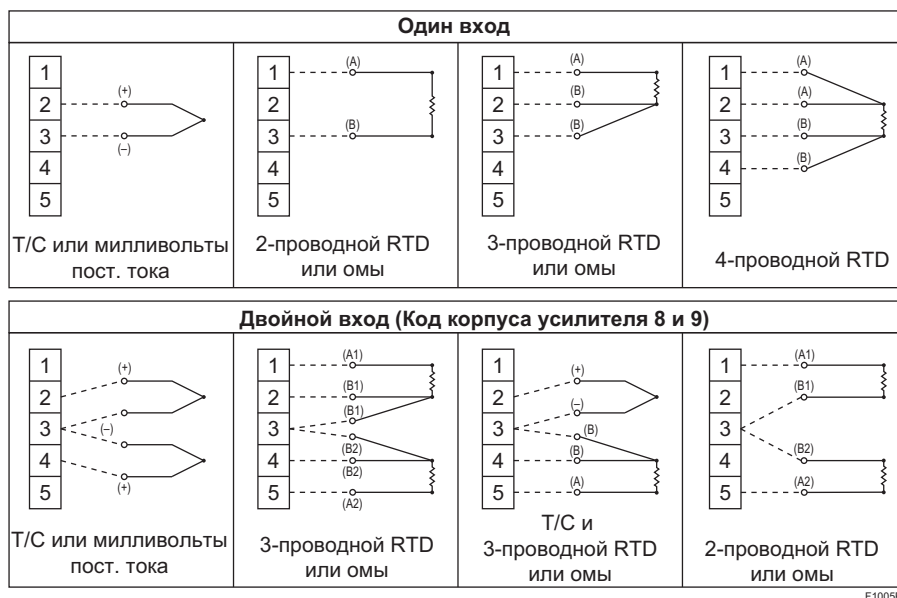 Один вход
1
2
3
4
5
(+)
(–)
Т/С или милливольты
пост. тока
1
2
3
4
5
(A)
(B)
2-проводной RTD
или омы
1
2
3
4
5
(A)
(B)
(B)
3-проводной RTD
или омы
1
2
3
4
5
(A)
(A)
(B)
(B)
4-проводной RTD
Двойной вход (Код корпуса усилителя 8 и 9)
1
2
3
4
5
(+)
(–)
(+)
Т/С или милливольты
пост. тока
1
2
3
4
5
(A1)
(B1)
(B1)
(B2)
(B2)
(A2)
3-проводной RTD
или омы
1
2
3
4
5
(+)
(–)
(B)
(B)
(A)
Т/С и
3-проводной RTD
или омы
1
2
3
4
5
(A1)
(B1)
(B2)
(A2)
2-проводной RTD
или омы